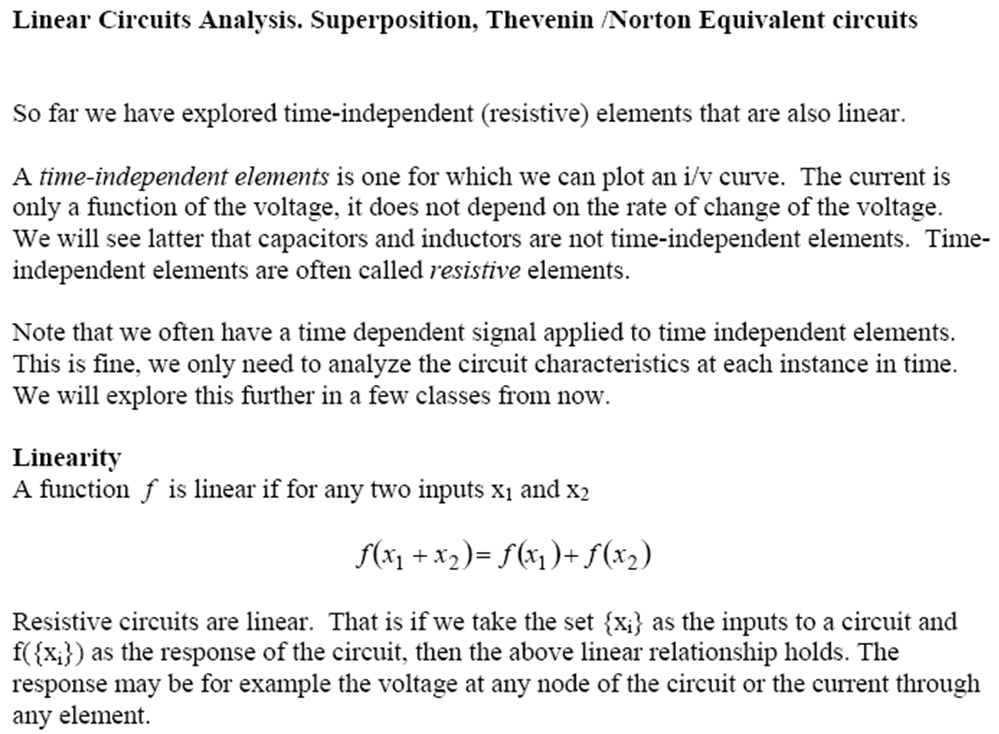 Linear Circuits Analysis. Superposition, Thevenin /Norton Equivalent circuits
So far we have explored time-independent (resistive) elements that are also linear.
A time-independent elements is one for which we can plot an i/v curve.  The current is
only a function of the voltage, it does not depend on the rate of change of the voltage.
We will see latter that capacitors and inductors are not time-independent elements.  Time-
independent elements are often called resistive elements.
Note that we often have a time dependent signal applied to time independent elements.
This is fine, we only need to analyze the circuit characteristics at each instance in time.
We will explore this further in a few classes from now.
Linearity
A function f is linear if for any two inputs x₁ and x₂
f(x₁ + x₂)= f(x₁)+ f(x₂)
Resistive circuits are linear.  That is if we take the set {xᵢ} as the inputs to a circuit and
f({xᵢ}) as the response of the circuit, then the above linear relationship holds. The
response may be for example the voltage at any node of the circuit or the current through
any element.